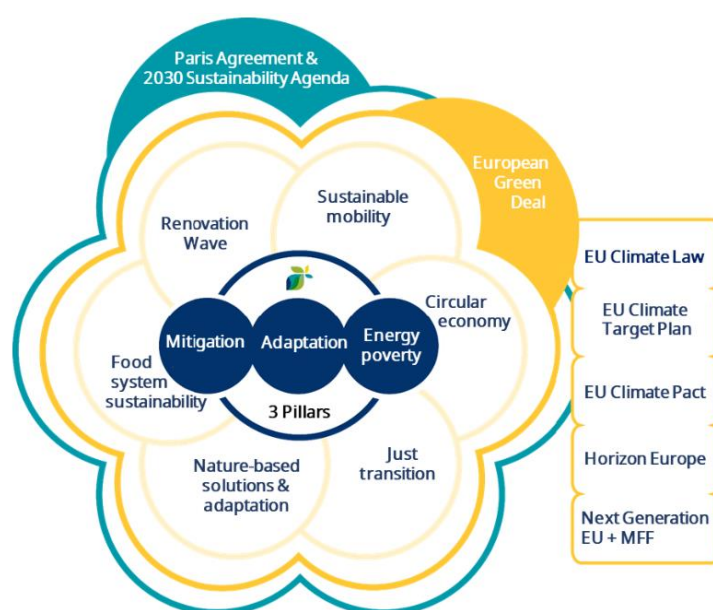 Paris Agreement &
2030 Sustainability Agenda
European
Green
Deal
Sustainable
mobility
Renovation
Wave
Circular
economy
Mitigation
Adaptation
Energy
poverty
3 Pillars
Food
system
sustainability
Just
transition
Nature-based
solutions &
adaptation
EU Climate Law
EU Climate
Target Plan
EU Climate Pact
Horizon Europe
Next Generation
EU + MFF